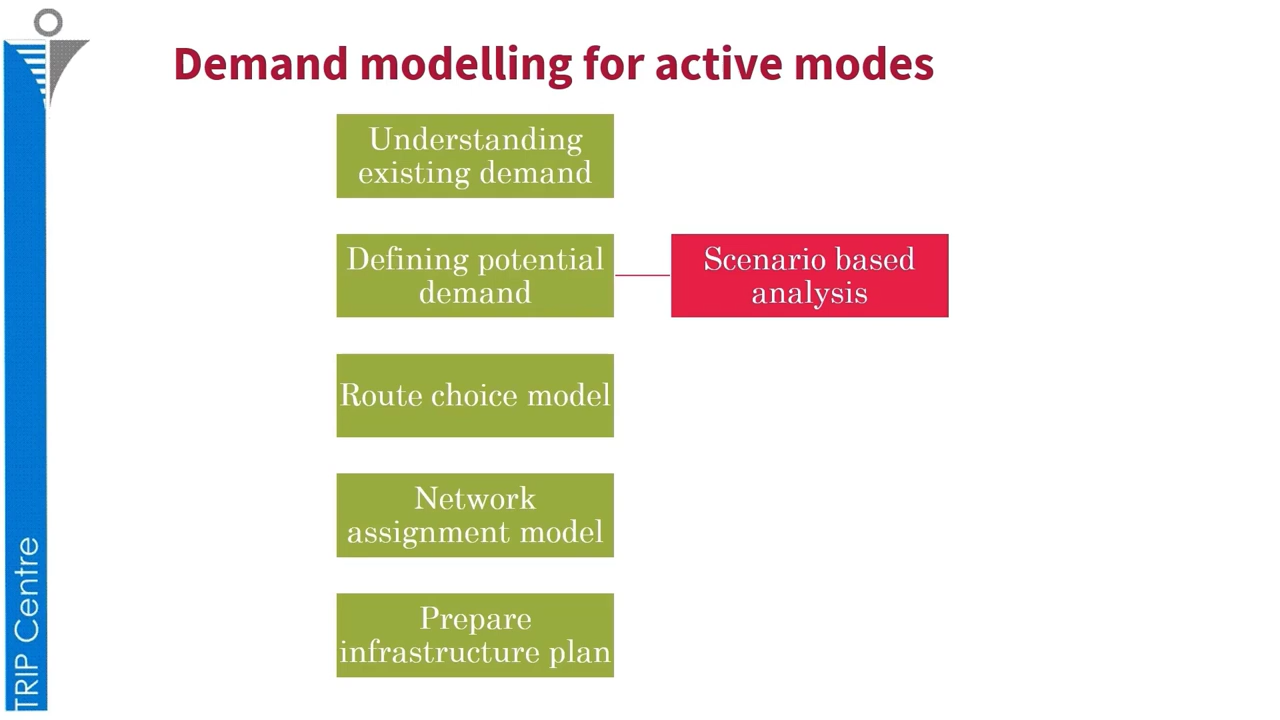 Demand modelling for active modes
Understanding
existing demand
Defining potential
demand
Scenario based
analysis
Route choice model
Network
assignment model
Prepare
infrastructure plan
TRIP Centre